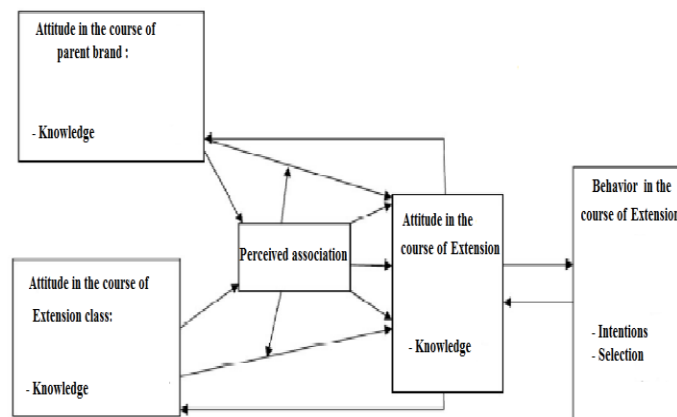 Attitude in the course of
parent brand :
- Knowledge
Perceived association
Attitude in the course of
Extension class:
- Knowledge
Attitude in the
course of Extension
- Knowledge
Behavior in the
course of Extension
- Intentions
- Selection